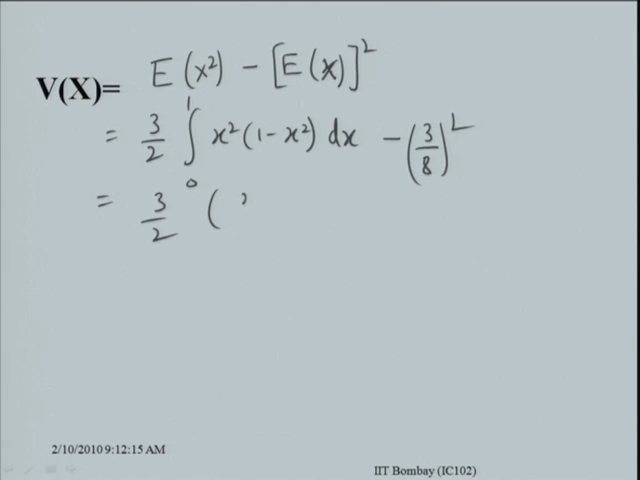 V(X)= E(x²) − [E(x)]²
= 3/2 ∫₀¹ x²(1−x²) dx − (3/8)²
= 3/2 (
2/10/2010 9:12:15 AM
IIT Bombay (IC102)